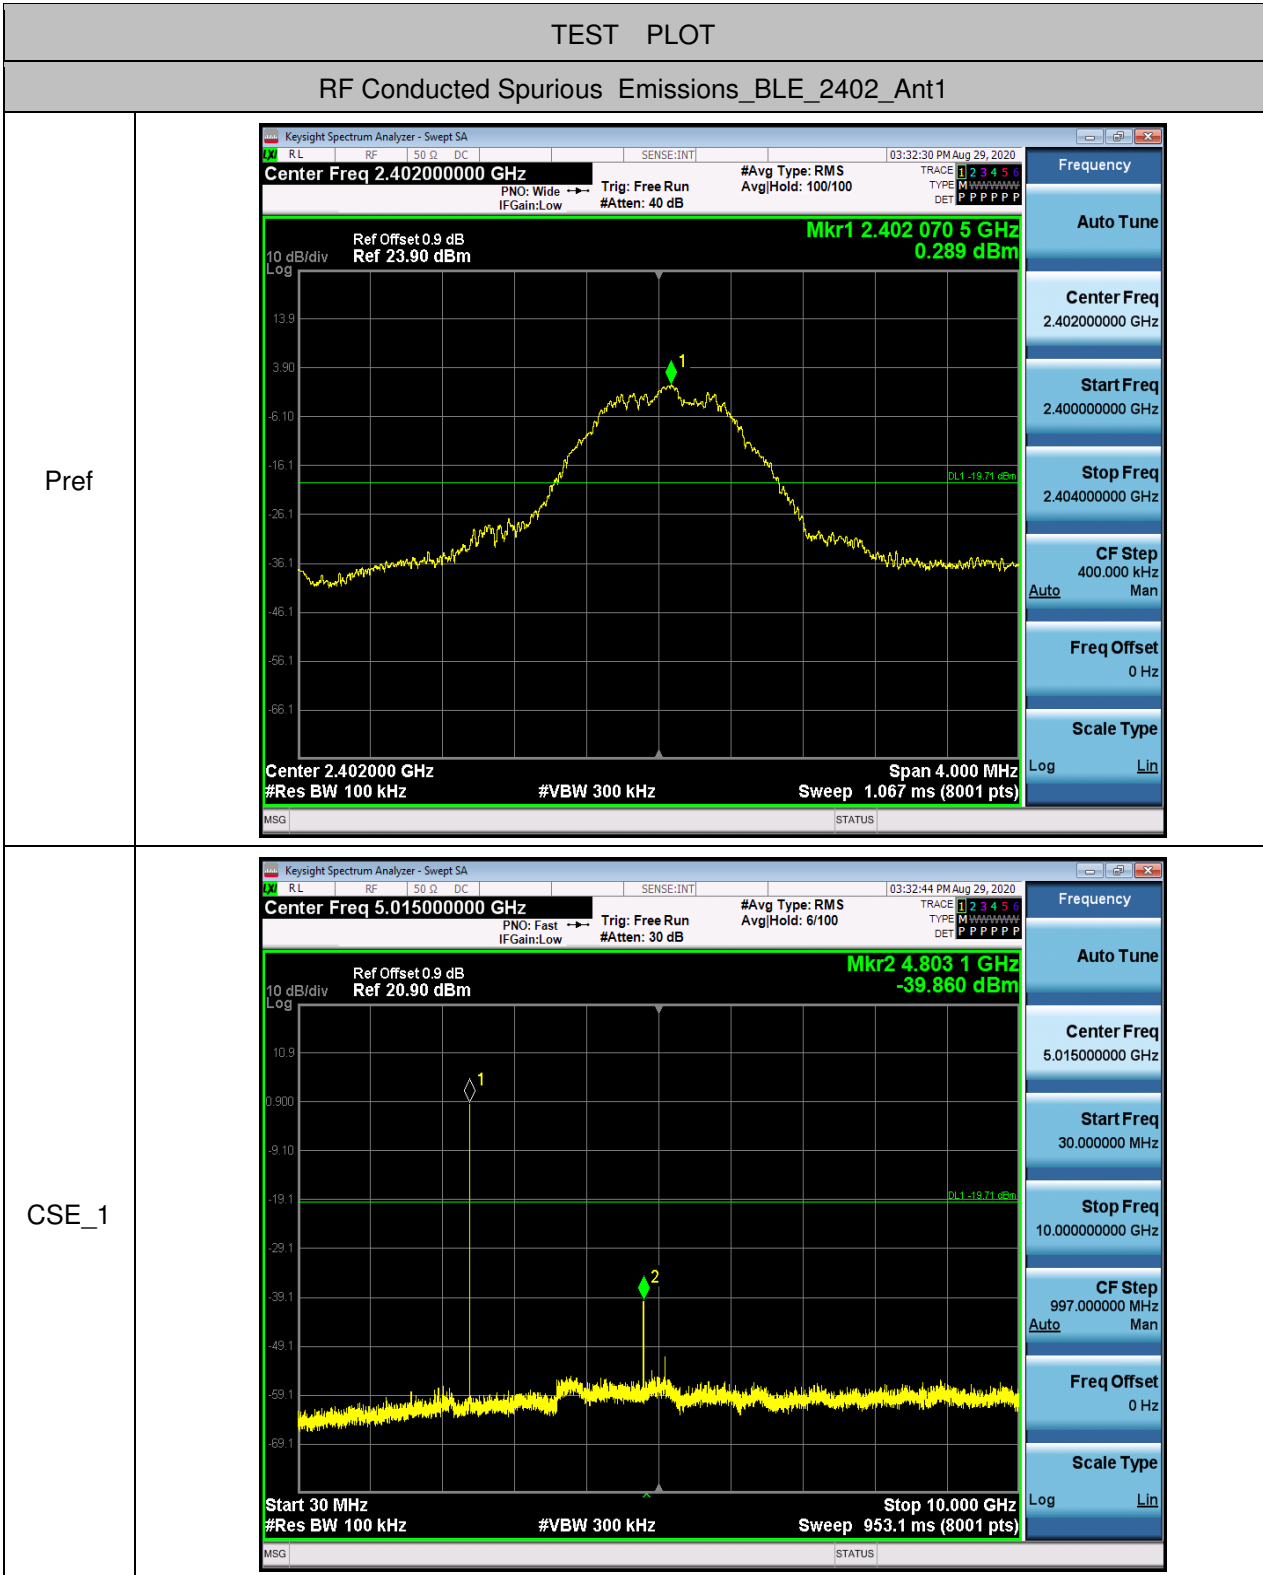 TEST PLOT
RF Conducted Spurious Emissions_BLE_2402_Ant1
Pref
Keysight Spectrum Analyzer - Swept SA
LXI RL RF 50 Ω DC SENSE:INT 03:32:30 PM Aug 29, 2020
Center Freq 2.402000000 GHz
PNO: Wide
IFGain:Low
Trig: Free Run
#Atten: 40 dB
#Avg Type: RMS
Avg|Hold: 100/100
TRACE 1 2 3 4 5 6
TYPE M W W W W W
DET P P P P P P
Mkr1 2.402 070 5 GHz
0.289 dBm
Ref Offset 0.9 dB
10 dB/div Ref 23.90 dBm
Log
13.9
3.90
-6.10
-16.1
-26.1
-36.1
-46.1
-56.1
-66.1
1
DL1 -19.71 dBm
Center 2.402000 GHz Span 4.000 MHz
#Res BW 100 kHz #VBW 300 kHz Sweep 1.067 ms (8001 pts)
MSG STATUS
Frequency
Auto Tune
Center Freq
2.402000000 GHz
Start Freq
2.400000000 GHz
Stop Freq
2.404000000 GHz
CF Step
400.000 kHz
Auto Man
Freq Offset
0 Hz
Scale Type
Log Lin
CSE_1
Keysight Spectrum Analyzer - Swept SA
LXI RL RF 50 Ω DC SENSE:INT 03:32:44 PM Aug 29, 2020
Center Freq 5.015000000 GHz
PNO: Fast
IFGain:Low
Trig: Free Run
#Atten: 30 dB
#Avg Type: RMS
Avg|Hold: 6/100
TRACE 1 2 3 4 5 6
TYPE M W W W W W
DET P P P P P P
Mkr2 4.803 1 GHz
-39.860 dBm
Ref Offset 0.9 dB
10 dB/div Ref 20.90 dBm
Log
10.9
0.900
-9.10
-19.1
-29.1
-39.1
-49.1
-59.1
-69.1
1
2
DL1 -19.71 dBm
Start 30 MHz Stop 10.000 GHz
#Res BW 100 kHz #VBW 300 kHz Sweep 953.1 ms (8001 pts)
MSG STATUS
Frequency
Auto Tune
Center Freq
5.015000000 GHz
Start Freq
30.000000 MHz
Stop Freq
10.000000000 GHz
CF Step
997.000000 MHz
Auto Man
Freq Offset
0 Hz
Scale Type
Log Lin